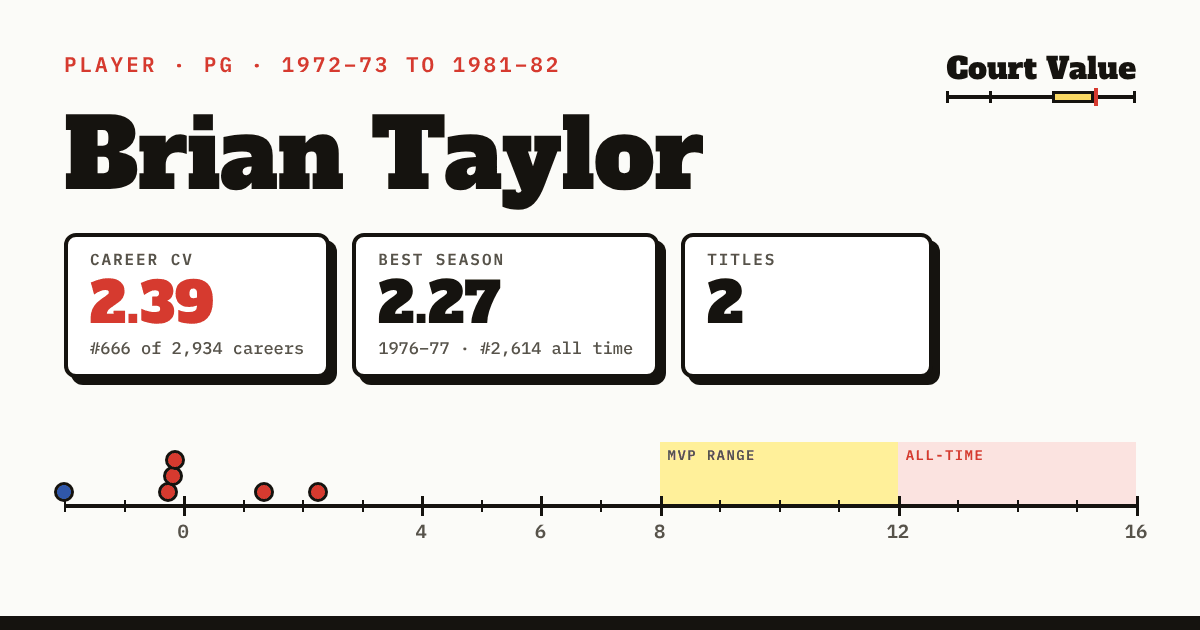 PLAYER · PG · 1972–73 TO 1981–82
Court Value
Brian Taylor
CAREER CV
2.39
#666 of 2,934 careers
BEST SEASON
2.27
1976–77 · #2,614 all time
TITLES
2
MVP RANGE
ALL-TIME
0 4 6 8 12 16